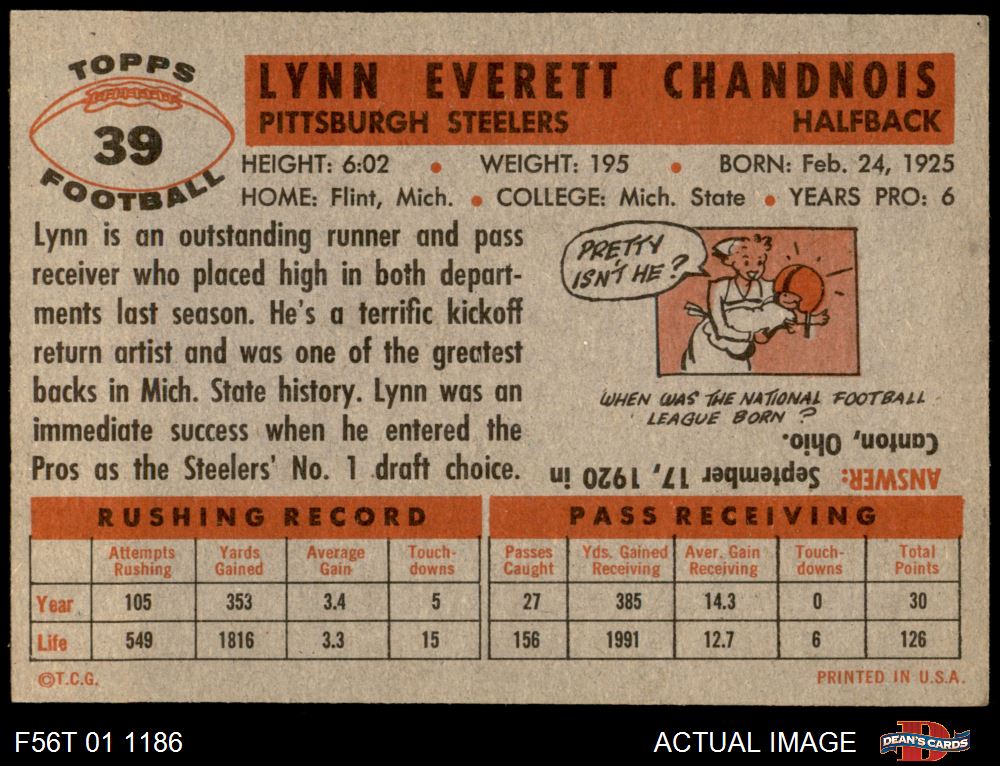 TOPPS
39
FOOTBALL
LYNN EVERETT CHANDNOIS
PITTSBURGH STEELERS HALFBACK
HEIGHT: 6:02 • WEIGHT: 195 • BORN: Feb. 24, 1925
HOME: Flint, Mich. • COLLEGE: Mich. State • YEARS PRO: 6
Lynn is an outstanding runner and pass
receiver who placed high in both depart-
ments last season. He's a terrific kickoff
return artist and was one of the greatest
backs in Mich. State history. Lynn was an
immediate success when he entered the
Pros as the Steelers' No. 1 draft choice.
PRETTY
ISN'T HE?
WHEN WAS THE NATIONAL FOOTBALL
LEAGUE BORN ?
ANSWER: September 17, 1920 in
Canton, Ohio.
RUSHING RECORD
Attempts Rushing Yards Gained Average Gain Touch-downs
Year 105 353 3.4 5
Life 549 1816 3.3 15
PASS RECEIVING
Passes Caught Yds. Gained Receiving Aver. Gain Receiving Touch-downs Total Points
27 385 14.3 0 30
156 1991 12.7 6 126
©T.C.G. PRINTED IN U.S.A.
F56T 01 1186 ACTUAL IMAGE
D
DEAN'S CARDS